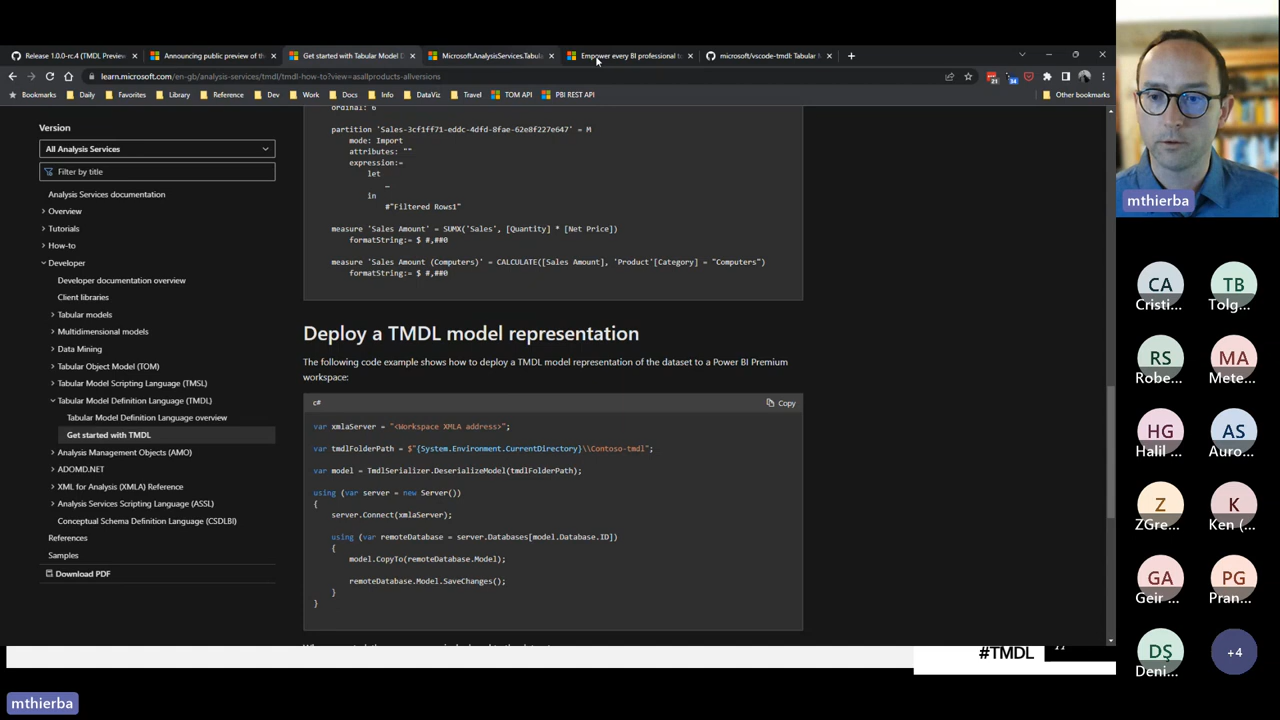 Release 1.0.0-rc.4 (TMDL Previe
Announcing public preview of the
Get started with Tabular Model D
Microsoft.AnalysisServices.Tabula
Empower every BI professional to
microsoft/vscode-tmdl: Tabular M
learn.microsoft.com/en-gb/analysis-services/tmdl/tmdl-how-to?view=asallproducts-allversions
21
34
Bookmarks
Daily
Favorites
Library
Reference
Dev
Work
Docs
Info
DataViz
Travel
TOM API
PBI REST API
Other bookmarks
Version
All Analysis Services
Filter by title
Analysis Services documentation
Overview
Tutorials
How-to
Developer
Developer documentation overview
Client libraries
Tabular models
Multidimensional models
Data Mining
Tabular Object Model (TOM)
Tabular Model Scripting Language (TMSL)
Tabular Model Definition Language (TMDL)
Tabular Model Definition Language overview
Get started with TMDL
Analysis Management Objects (AMO)
ADOMD.NET
XML for Analysis (XMLA) Reference
Analysis Services Scripting Language (ASSL)
Conceptual Schema Definition Language (CSDLBI)
References
Samples
Download PDF
ordinal: 6
partition 'Sales-3cf1ff71-eddc-4dfd-8fae-62e8f227e647' = M
mode: Import
attributes: ""
expression:=
let
…
in
#"Filtered Rows1"
measure 'Sales Amount' = SUMX('Sales', [Quantity] * [Net Price])
formatString:= $ #,##0
measure 'Sales Amount (Computers)' = CALCULATE([Sales Amount], 'Product'[Category] = "Computers")
formatString:= $ #,##0
Deploy a TMDL model representation
The following code example shows how to deploy a TMDL model representation of the dataset to a Power BI Premium
workspace:
c#
Copy
var xmlaServer = "<Workspace XMLA address>";
var tmdlFolderPath = $"{System.Environment.CurrentDirectory}\\Contoso-tmdl";
var model = TmdlSerializer.DeserializeModel(tmdlFolderPath);
using (var server = new Server())
{
server.Connect(xmlaServer);
using (var remoteDatabase = server.Databases[model.Database.ID])
{
model.CopyTo(remoteDatabase.Model);
remoteDatabase.Model.SaveChanges();
}
}
#TMDL
mthierba
mthierba
CA
Cristi...
TB
Tolg...
RS
Robe...
MA
Mete...
HG
Halil ...
AS
Auro...
Z
ZGre...
K
Ken (...
GA
Geir ...
PG
Pran...
DŞ
Deni...
+4